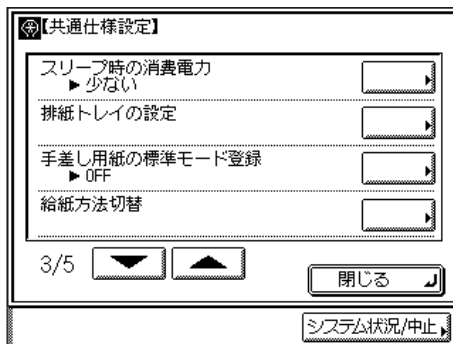 【共通仕様設定】
スリープ時の消費電力
▶ 少ない
排紙トレイの設定
手差し用紙の標準モード登録
▶ OFF
給紙方法切替
3/5
閉じる
システム状況/中止